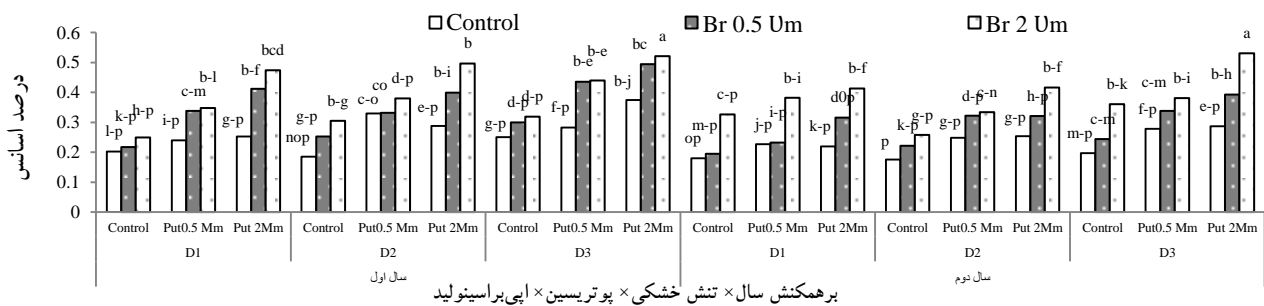 Control
Br 0.5 Um
Br 2 Um
درصد اسانس
0.6
0.5
0.4
0.3
0.2
0.1
0
l-p
k-p
h-p
i-p
c-m
b-l
g-p
b-f
bcd
nop
g-p
b-g
c-o
co
d-p
e-p
b-i
b
g-p
d-p
d-p
f-p
b-e
b-e
b-j
bc
a
op
m-p
c-p
j-p
i-p
b-i
k-p
d0p
b-f
p
k-p
g-p
g-p
d-p
c-n
g-p
h-p
b-f
m-p
c-m
b-k
f-p
c-m
b-i
e-p
b-h
a
Control Put0.5 Mm Put 2Mm Control Put0.5 Mm Put 2Mm Control Put0.5 Mm Put 2Mm Control Put0.5 Mm Put 2Mm Control Put0.5 Mm Put 2Mm Control Put0.5 Mm Put 2Mm
D1 D2 D3 D1 D2 D3
سال اول
سال دوم
برهمکنش سال× تنش خشکی× پوتریسین× اپی‌براسینولید